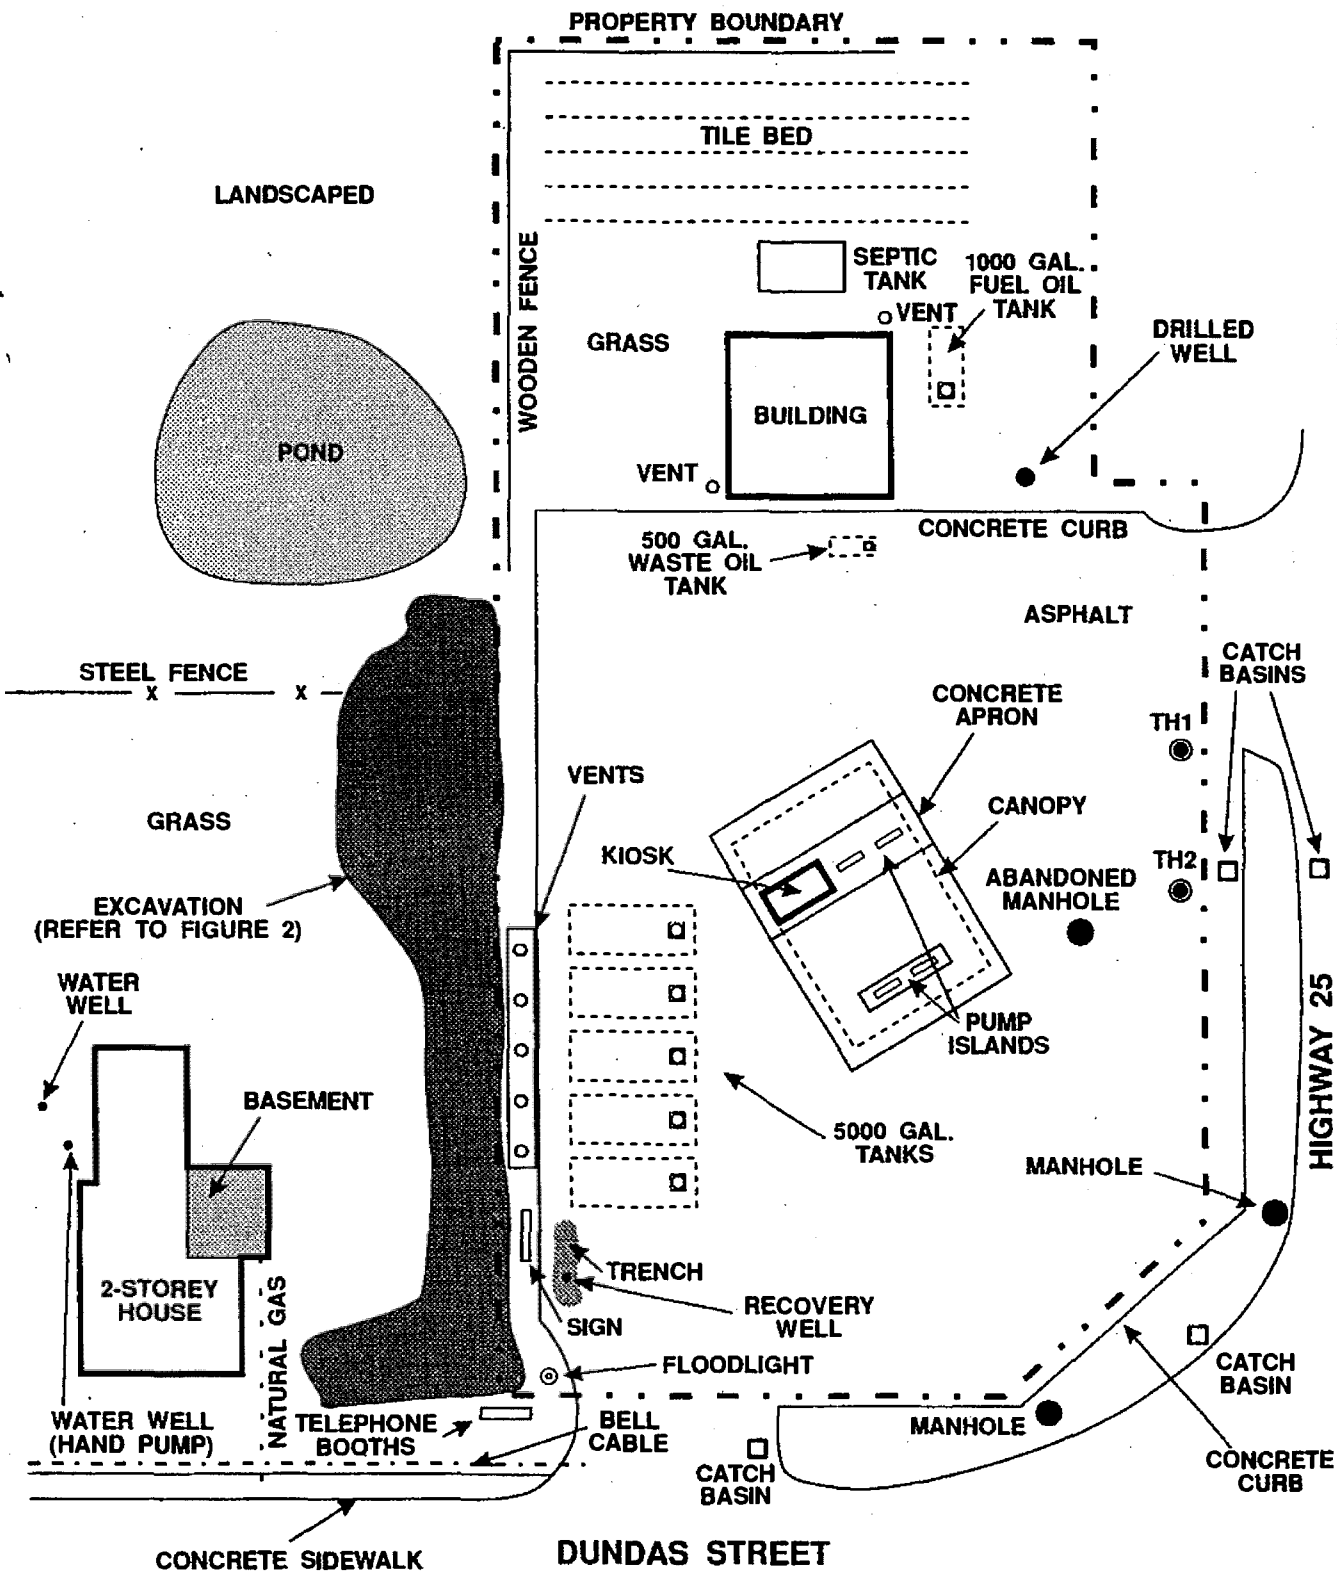 PROPERTY BOUNDARY
TILE BED
LANDSCAPED
WOODEN FENCE
SEPTIC
TANK
1000 GAL.
FUEL OIL
TANK
VENT
GRASS
DRILLED
WELL
BUILDING
POND
VENT
CONCRETE CURB
500 GAL.
WASTE OIL
TANK
ASPHALT
STEEL FENCE
X
X
CATCH
BASINS
CONCRETE
APRON
TH1
VENTS
CANOPY
GRASS
KIOSK
TH2
ABANDONED
MANHOLE
EXCAVATION
(REFER TO FIGURE 2)
WATER
WELL
PUMP
ISLANDS
HIGHWAY 25
BASEMENT
5000 GAL.
TANKS
MANHOLE
TRENCH
2-STOREY
HOUSE
NATURAL GAS
RECOVERY
WELL
SIGN
FLOODLIGHT
CATCH
BASIN
WATER WELL
(HAND PUMP)
TELEPHONE
BOOTHS
BELL
CABLE
MANHOLE
CATCH
BASIN
CONCRETE
CURB
CONCRETE SIDEWALK
DUNDAS STREET